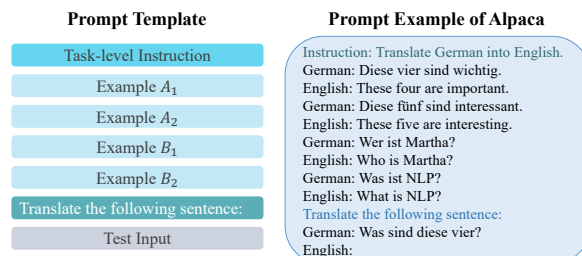 Prompt Template
Task-level Instruction
Example A₁
Example A₂
Example B₁
Example B₂
Translate the following sentence:
Test Input
Prompt Example of Alpaca
Instruction: Translate German into English.
German: Diese vier sind wichtig.
English: These four are important.
German: Diese fünf sind interessant.
English: These five are interesting.
German: Wer ist Martha?
English: Who is Martha?
German: Was ist NLP?
English: What is NLP?
Translate the following sentence:
German: Was sind diese vier?
English: